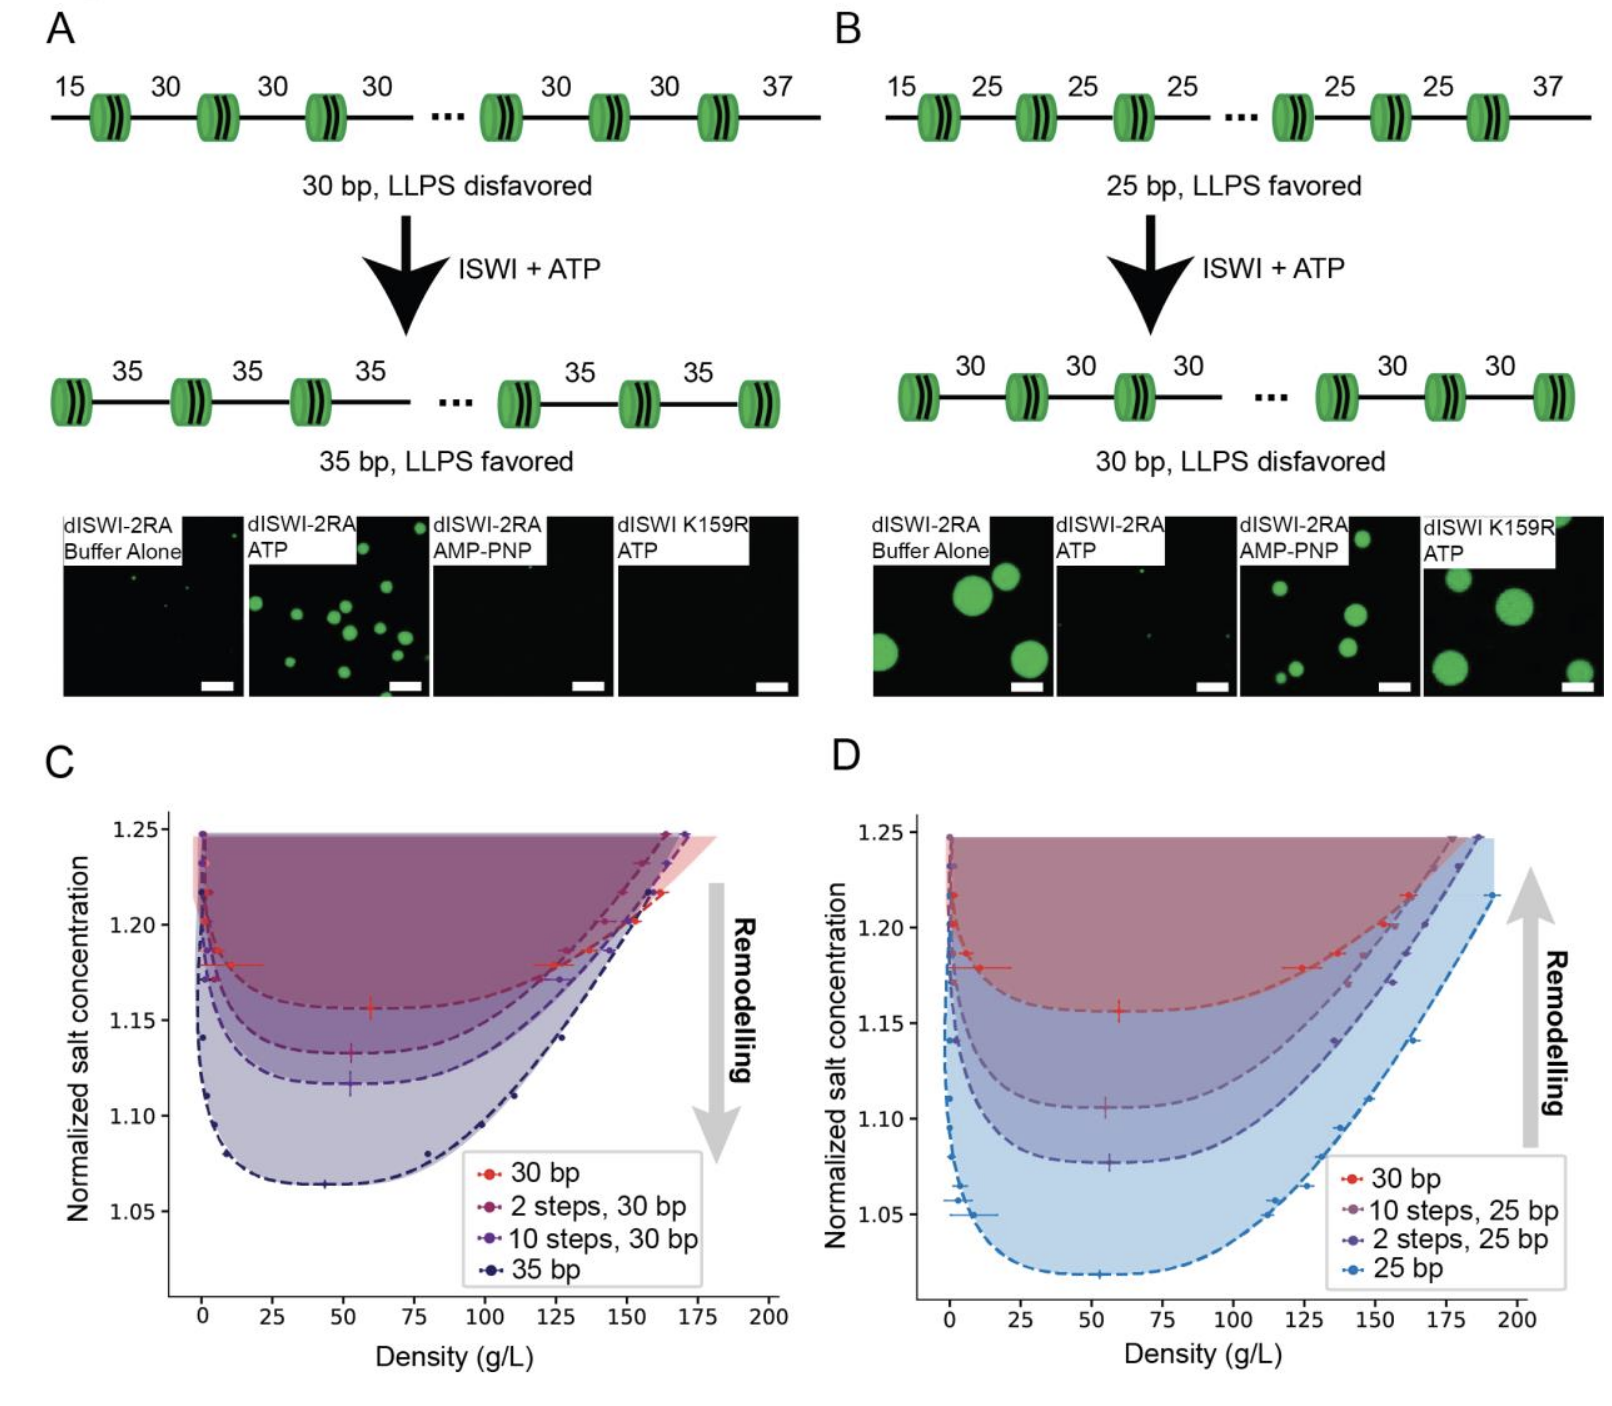 A
15 30 30 30 ... 30 30 37
30 bp, LLPS disfavored
ISWI + ATP
35 35 35 ... 35 35
35 bp, LLPS favored
dISWI-2RA
Buffer Alone
dISWI-2RA
ATP
dISWI-2RA
AMP-PNP
dISWI K159R
ATP
B
15 25 25 25 ... 25 25 37
25 bp, LLPS favored
ISWI + ATP
30 30 30 ... 30 30
30 bp, LLPS disfavored
dISWI-2RA
Buffer Alone
dISWI-2RA
ATP
dISWI-2RA
AMP-PNP
dISWI K159R
ATP
C
Normalized salt concentration
1.25
1.20
1.15
1.10
1.05
0 25 50 75 100 125 150 175 200
Density (g/L)
Remodelling
30 bp
2 steps, 30 bp
10 steps, 30 bp
35 bp
D
Normalized salt concentration
1.25
1.20
1.15
1.10
1.05
0 25 50 75 100 125 150 175 200
Density (g/L)
Remodelling
30 bp
10 steps, 25 bp
2 steps, 25 bp
25 bp